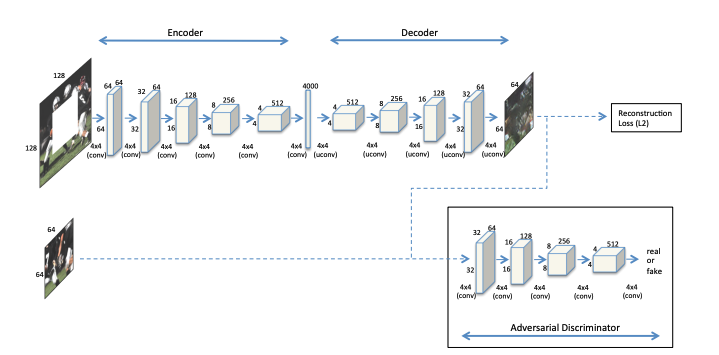 Encoder
Decoder
128
128
64 64
64
4x4
(conv)
32 64
32
4x4
(conv)
16 128
16
4x4
(conv)
8 256
8
4x4
(conv)
4 512
4
4x4
(conv)
4000
4x4
(uconv)
4 512
4
4x4
(uconv)
8 256
8
4x4
(uconv)
16 128
16
4x4
(uconv)
32 64
32
4x4
(uconv)
64
64
Reconstruction
Loss (L2)
64
64
32 64
32
4x4
(conv)
16 128
16
4x4
(conv)
8 256
8
4x4
(conv)
4 512
4
4x4
(conv)
4x4
(conv)
real
or
fake
Adversarial Discriminator